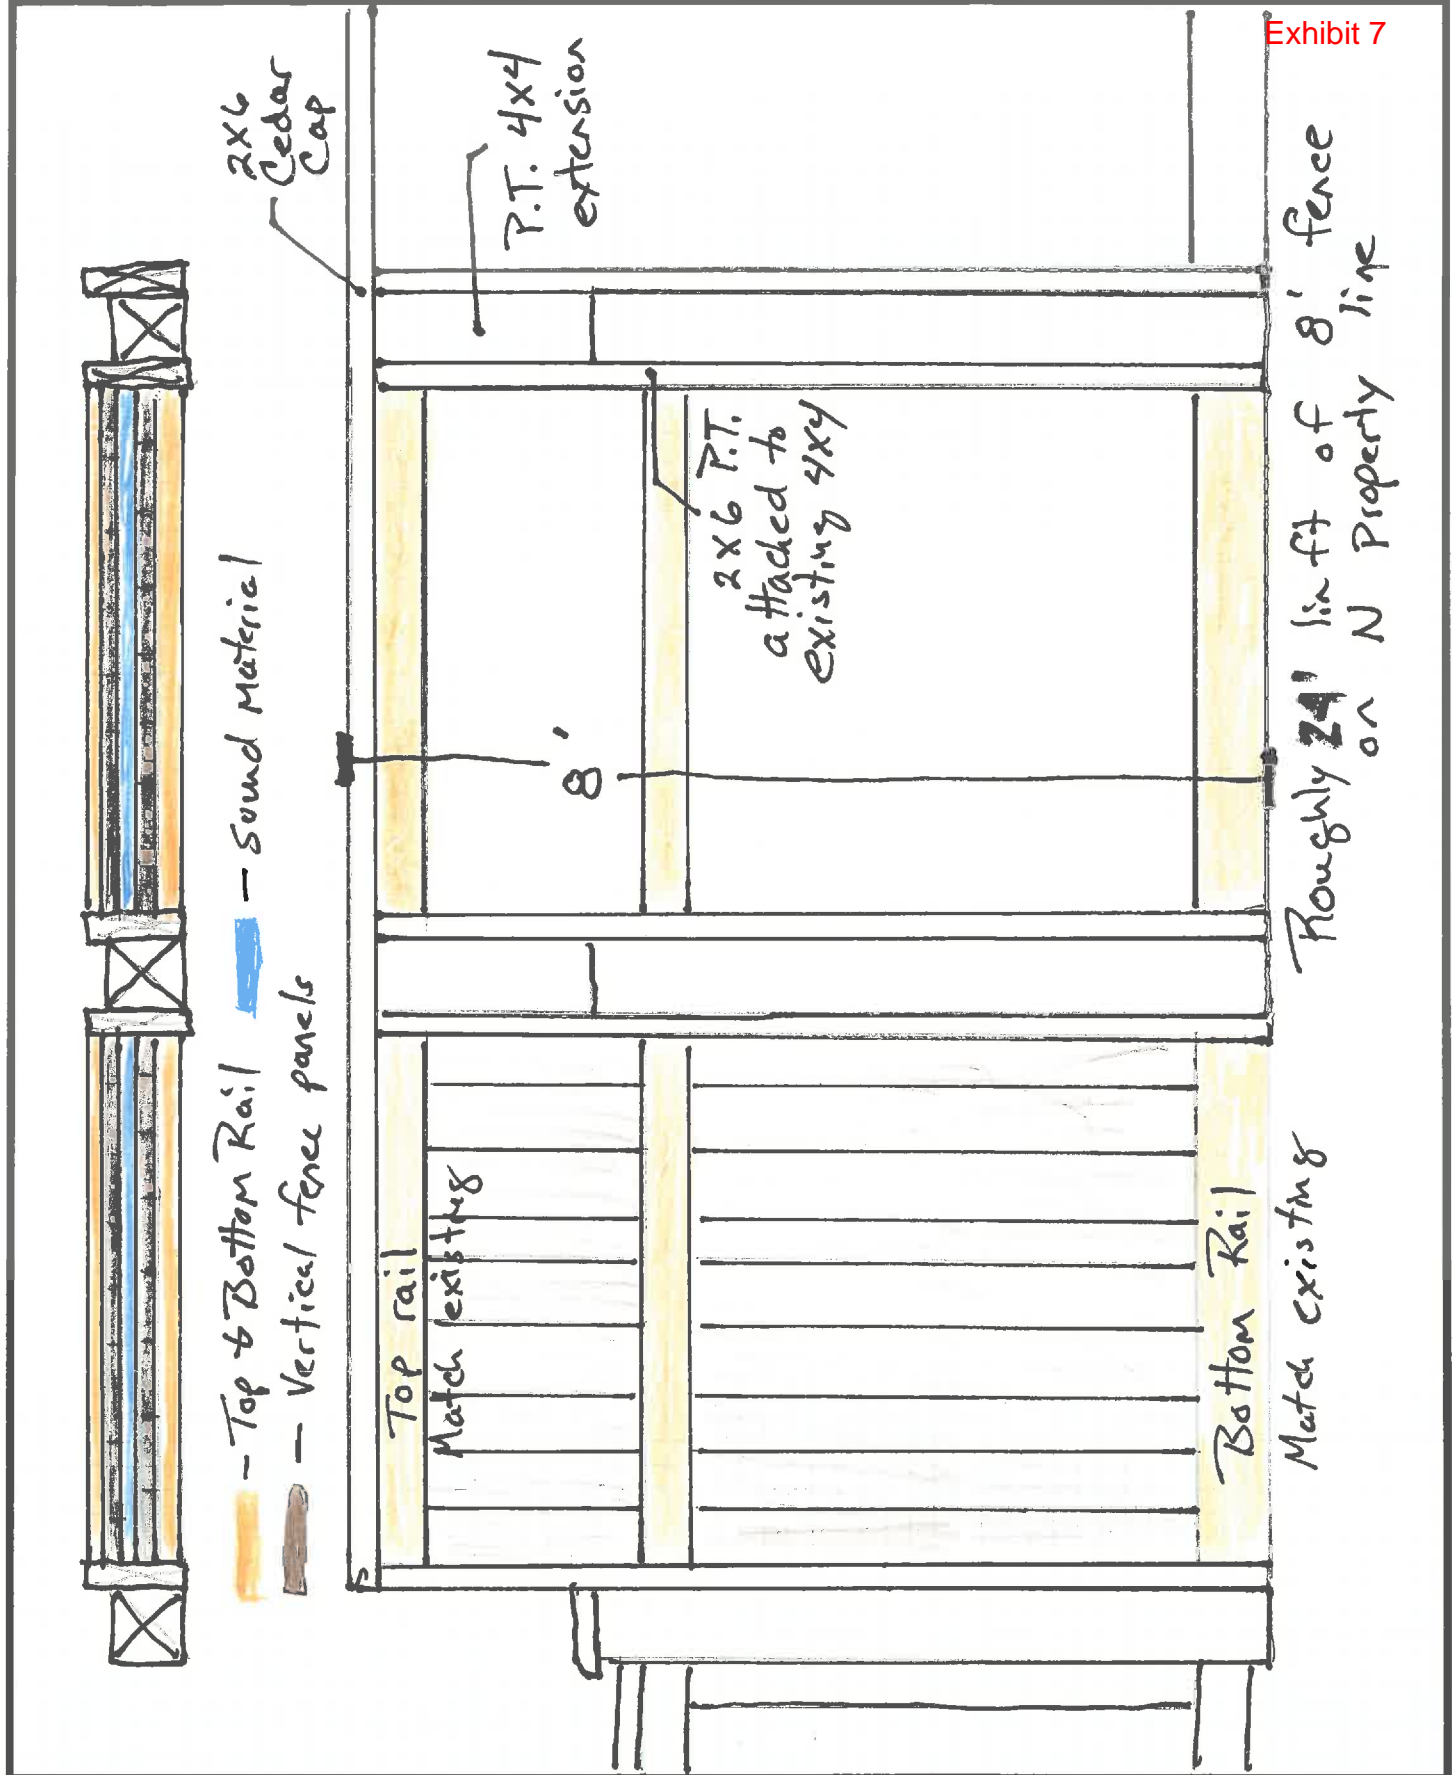 Exhibit 7
- Top & Bottom Rail
- Sound Material
- Vertical fence panels
2x6
Cedar
Cap
P.T. 4x4
extension
Top rail
Match existing
8'
2x6 P.T.
attached to
existing 4x4
Bottom Rail
Match existing
Roughly 24' lin ft of 8' fence
on N Property line